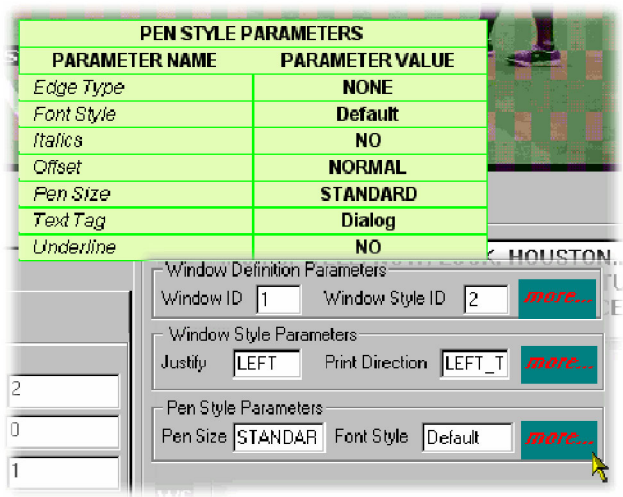 PEN STYLE PARAMETERS
PARAMETER NAME PARAMETER VALUE
Edge Type NONE
Font Style Default
Italics NO
Offset NORMAL
Pen Size STANDARD
Text Tag Dialog
Underline NO
HOUSTON...
Window Definition Parameters
Window ID 1 Window Style ID 2 more...
Window Style Parameters
Justify LEFT Print Direction LEFT_T more...
2
Pen Style Parameters
0
Pen Size STANDAR Font Style Default more...
1